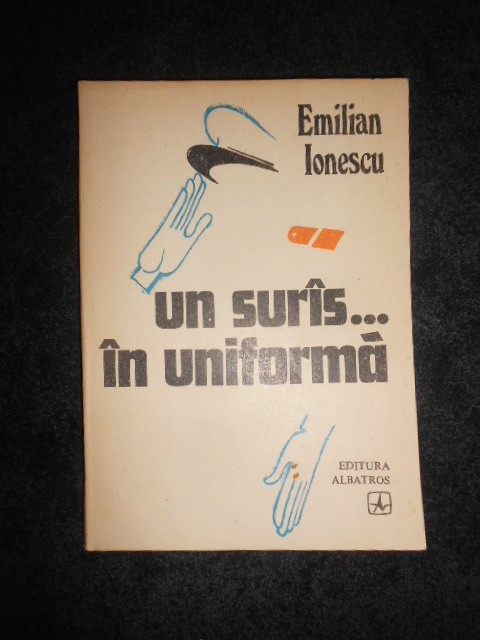 Emilian
Ionescu
un surîs...
în uniformă
EDITURA
ALBATROS